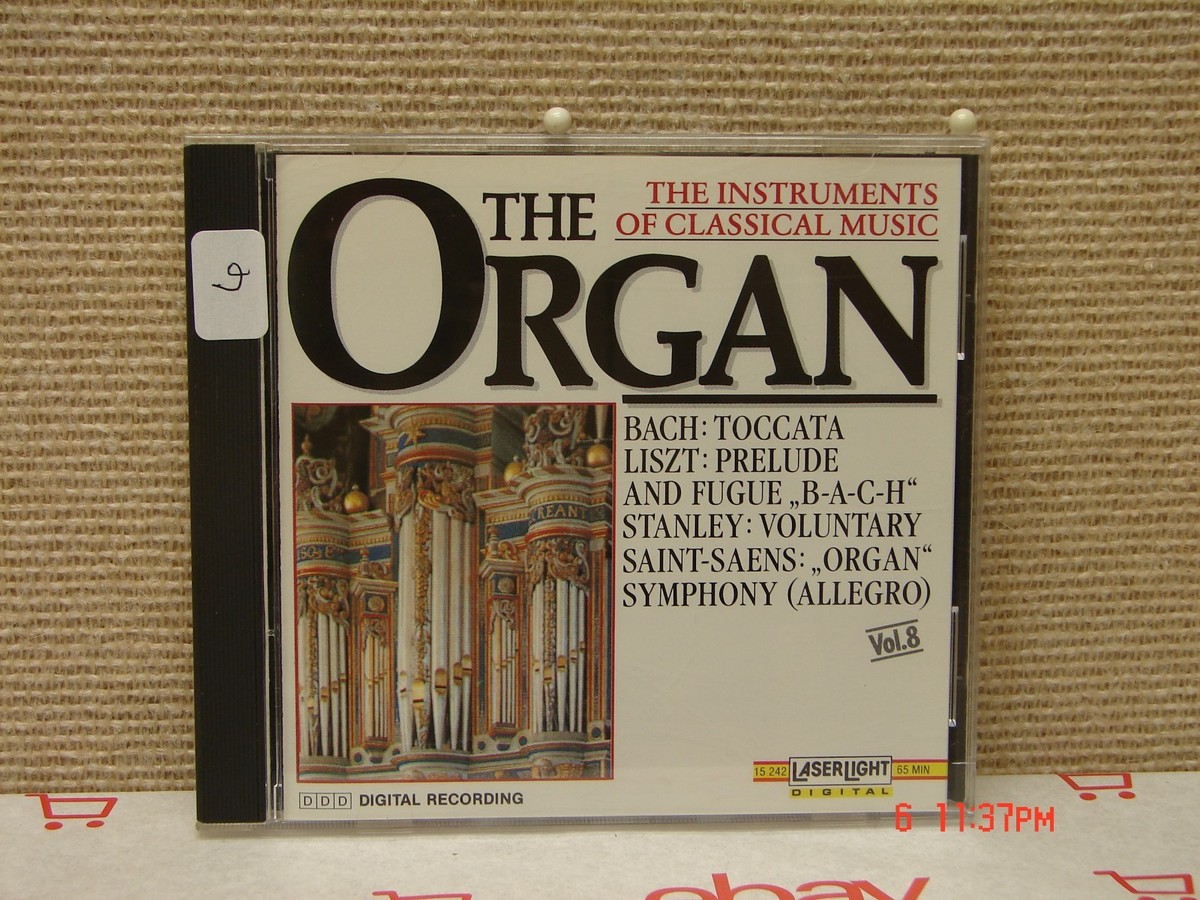 THE INSTRUMENTS
OF CLASSICAL MUSIC
THE
ORGAN
BACH: TOCCATA
LISZT: PRELUDE
AND FUGUE „B-A-C-H“
STANLEY: VOLUNTARY
SAINT-SAENS: „ORGAN“
SYMPHONY (ALLEGRO)
Vol.8
REANT
15 242 LASERLIGHT 65 MIN
DIGITAL
DDD DIGITAL RECORDING
6 11:37PM
ebay